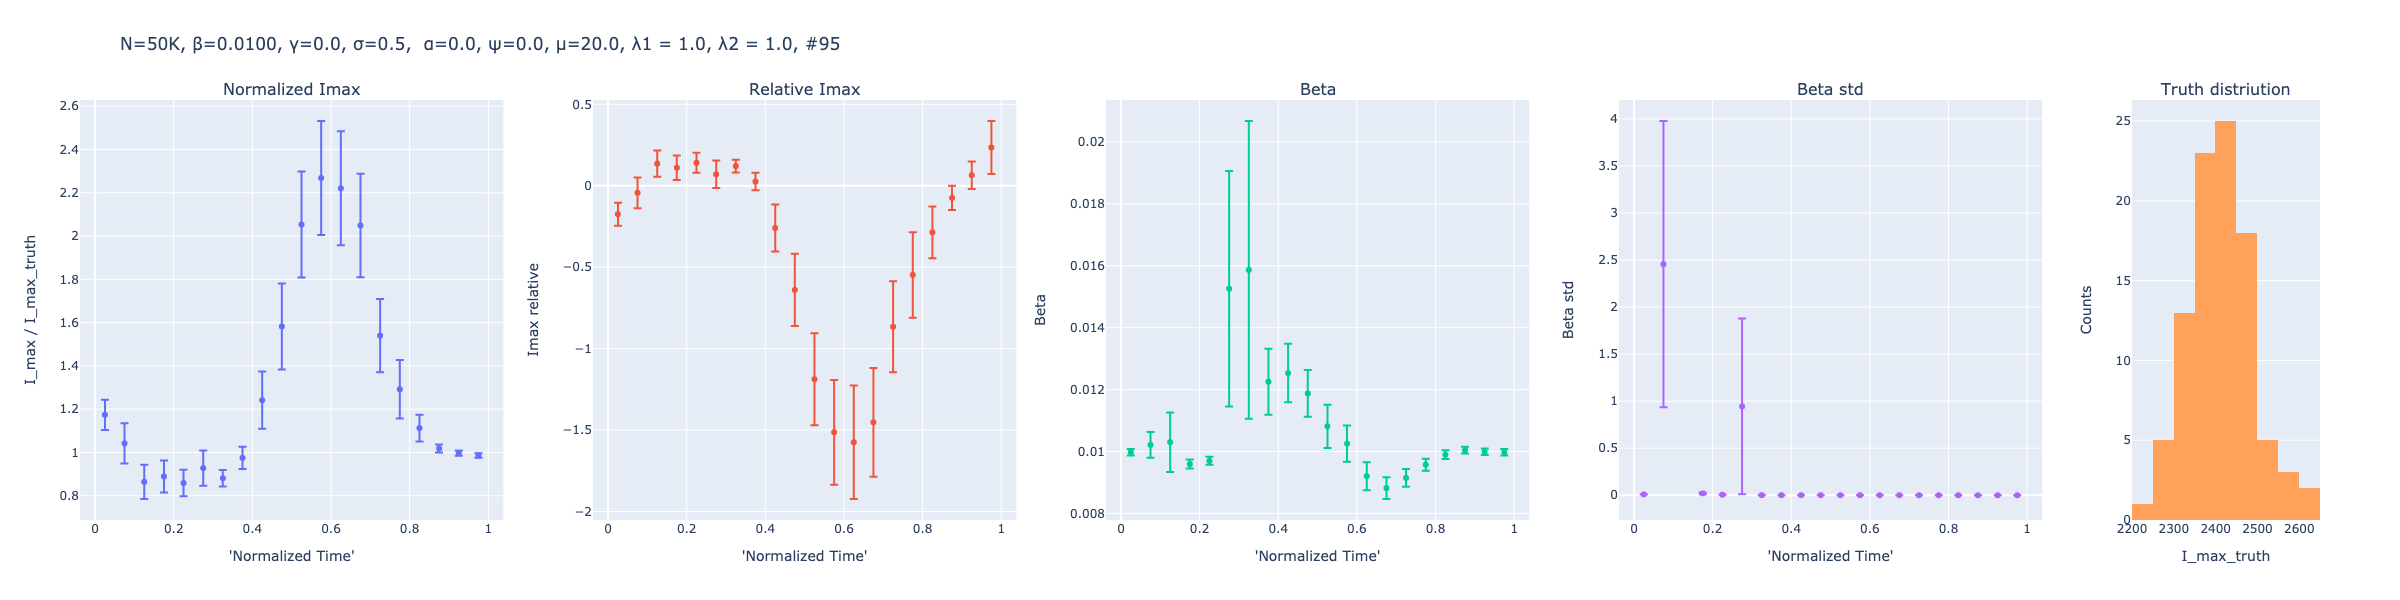 N=50K, β=0.0100, γ=0.0, σ=0.5,  α=0.0, ψ=0.0, μ=20.0, λ1 = 1.0, λ2 = 1.0, #95
Normalized Imax
2.6
2.4
2.2
2
1.8
1.6
1.4
1.2
1
0.8
I_max / I_max_truth
0 0.2 0.4 0.6 0.8 1
'Normalized Time'
Relative Imax
0.5
0
−0.5
−1
−1.5
−2
Imax relative
0 0.2 0.4 0.6 0.8 1
'Normalized Time'
Beta
0.02
0.018
0.016
0.014
0.012
0.01
0.008
Beta
0 0.2 0.4 0.6 0.8 1
'Normalized Time'
Beta std
4
3.5
3
2.5
2
1.5
1
0.5
0
Beta std
0 0.2 0.4 0.6 0.8 1
'Normalized Time'
Truth distriution
25
20
15
10
5
0
Counts
2200 2300 2400 2500 2600
I_max_truth